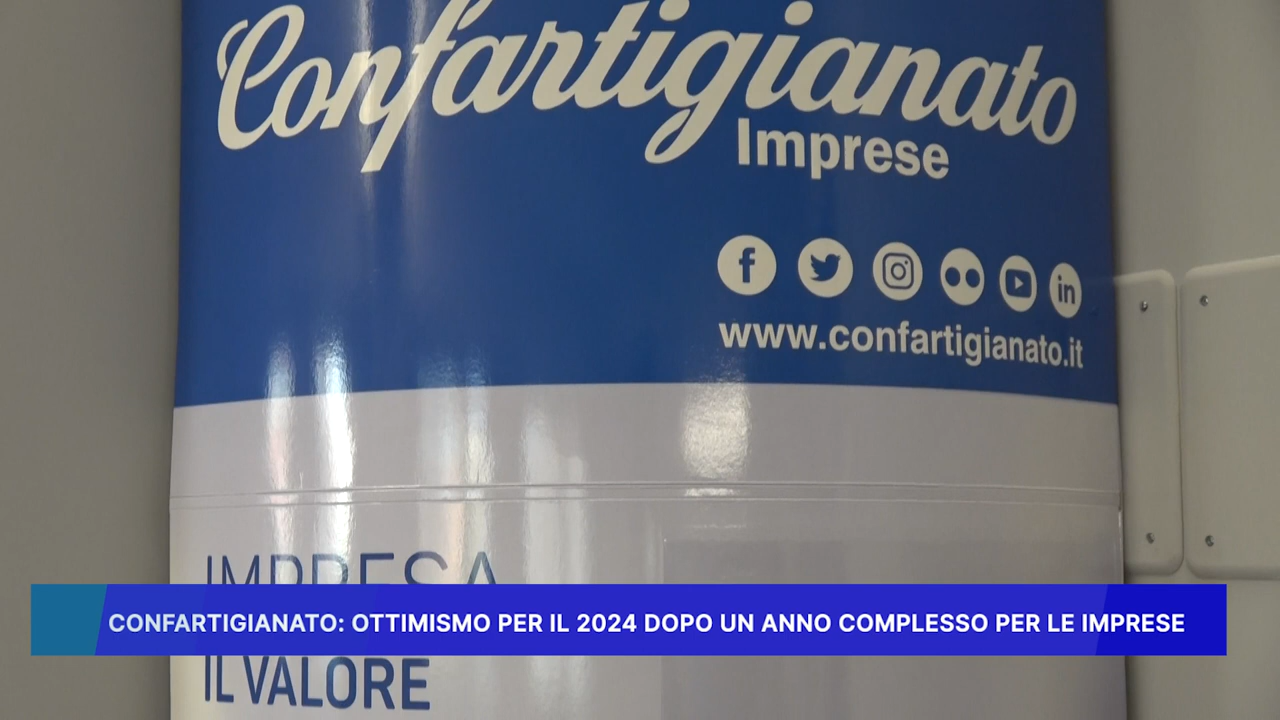 Confartigianato
Imprese
www.confartigianato.it
IMPRESA
CONFARTIGIANATO: OTTIMISMO PER IL 2024 DOPO UN ANNO COMPLESSO PER LE IMPRESE
IL VALORE